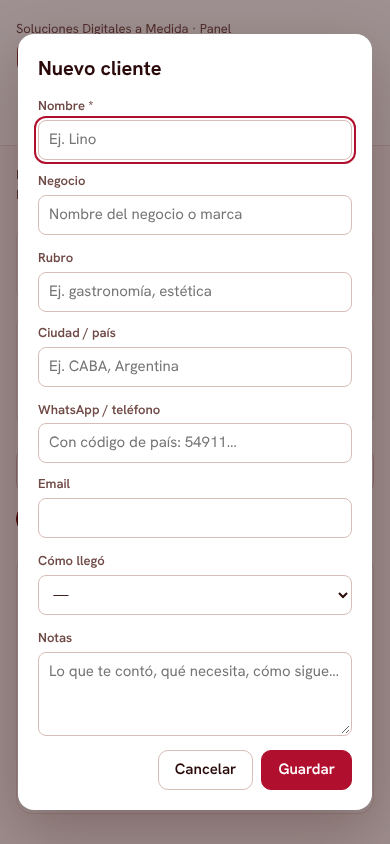 Soluciones Digitales a Medida · Panel
Nuevo cliente
Nombre *
Ej. Lino
Negocio
Nombre del negocio o marca
Rubro
Ej. gastronomía, estética
Ciudad / país
Ej. CABA, Argentina
WhatsApp / teléfono
Con código de país: 54911…
Email
Cómo llegó
—
Notas
Lo que te contó, qué necesita, cómo sigue…
Cancelar
Guardar